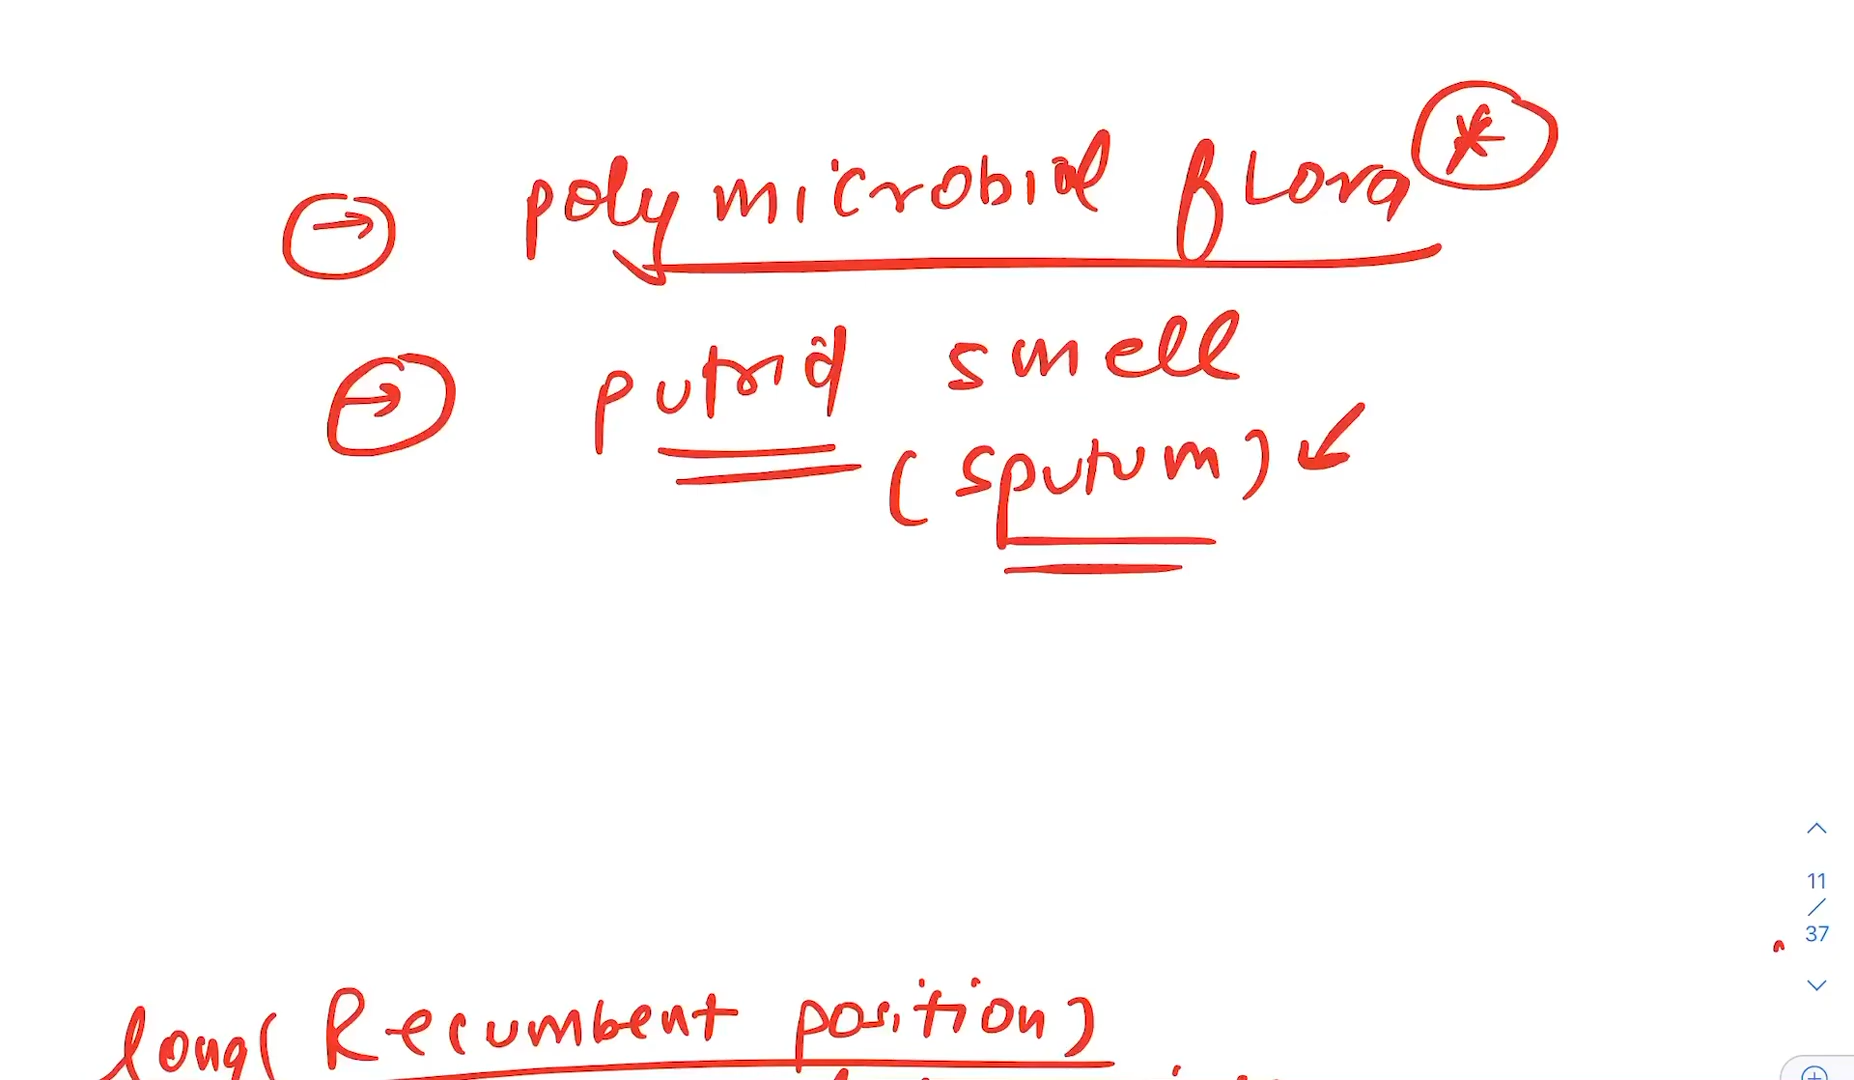 → polymicrobial flora *
→ putrid smell
(sputum) ↙
11
/
37
long (Recumbent position)